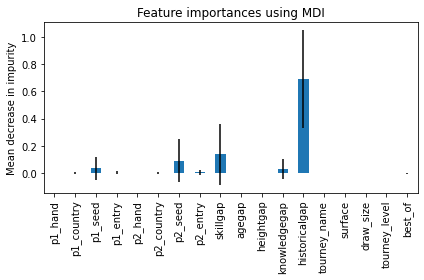 Feature importances using MDI
Mean decrease in impurity
1.0
0.8
0.6
0.4
0.2
0.0
p1_hand
p1_country
p1_seed
p1_entry
p2_hand
p2_country
p2_seed
p2_entry
skillgap
agegap
heightgap
knowledgegap
historicalgap
tourney_name
surface
draw_size
tourney_level
best_of